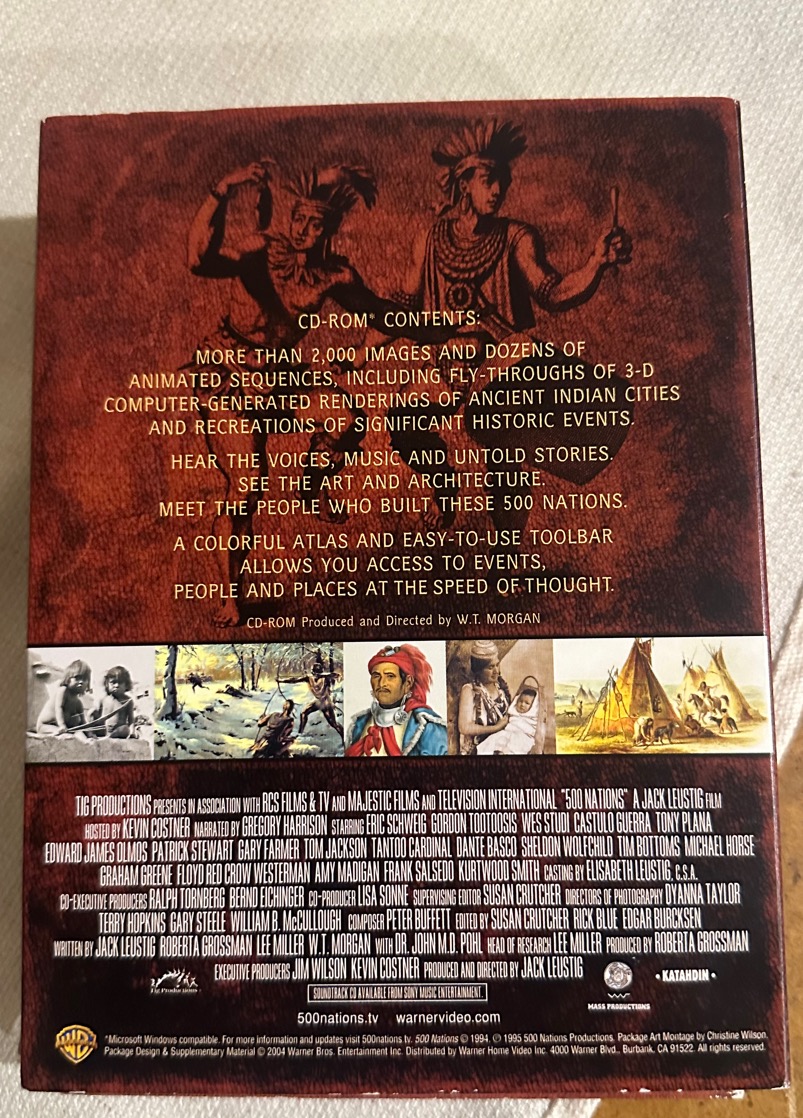 CD-ROM* CONTENTS:
MORE THAN 2,000 IMAGES AND DOZENS OF
ANIMATED SEQUENCES, INCLUDING FLY-THROUGHS OF 3-D
COMPUTER-GENERATED RENDERINGS OF ANCIENT INDIAN CITIES
AND RECREATIONS OF SIGNIFICANT HISTORIC EVENTS.
HEAR THE VOICES, MUSIC AND UNTOLD STORIES.
SEE THE ART AND ARCHITECTURE.
MEET THE PEOPLE WHO BUILT THESE 500 NATIONS.
A COLORFUL ATLAS AND EASY-TO-USE TOOLBAR
ALLOWS YOU ACCESS TO EVENTS,
PEOPLE AND PLACES AT THE SPEED OF THOUGHT.
CD-ROM Produced and Directed by W.T. MORGAN
TIG PRODUCTIONS PRESENTS IN ASSOCIATION WITH RCS FILMS & TV AND MAJESTIC FILMS AND TELEVISION INTERNATIONAL "500 NATIONS" A JACK LEUSTIG FILM
HOSTED BY KEVIN COSTNER NARRATED BY GREGORY HARRISON STARRING ERIC SCHWEIG GORDON TOOTOOSIS WES STUDI CASTULO GUERRA TONY PLANA
EDWARD JAMES OLMOS PATRICK STEWART GARY FARMER TOM JACKSON TANTOO CARDINAL DANTE BASCO SHELDON WOLFCHILD TIM BOTTOMS MICHAEL HORSE
GRAHAM GREENE FLOYD RED CROW WESTERMAN AMY MADIGAN FRANK SALSEDO KURTWOOD SMITH CASTING BY ELISABETH LEUSTIG, C.S.A.
CO-EXECUTIVE PRODUCERS RALPH TORNBERG BERND EICHINGER CO-PRODUCER LISA SONNE SUPERVISING EDITOR SUSAN CRUTCHER DIRECTORS OF PHOTOGRAPHY DYANNA TAYLOR
TERRY HOPKINS GARY STEELE WILLIAM B. McCULLOUGH COMPOSER PETER BUFFETT EDITED BY SUSAN CRUTCHER RICK BLUE EDGAR BURCKSEN
WRITTEN BY JACK LEUSTIG ROBERTA GROSSMAN LEE MILLER W.T. MORGAN WITH DR. JOHN M.D. POHL HEAD OF RESEARCH LEE MILLER PRODUCED BY ROBERTA GROSSMAN
EXECUTIVE PRODUCERS JIM WILSON KEVIN COSTNER PRODUCED AND DIRECTED BY JACK LEUSTIG
Tig Productions
MASS PRODUCTIONS
• KATAHDIN •
SOUNDTRACK CD AVAILABLE FROM SONY MUSIC ENTERTAINMENT
500nations.tv warnervideo.com
WB
*Microsoft Windows compatible. For more information and updates visit 500nations.tv. 500 Nations © 1994, ℗ 1995 500 Nations Productions. Package Art Montage by Christine Wilson.
Package Design & Supplementary Material © 2004 Warner Bros. Entertainment Inc. Distributed by Warner Home Video Inc. 4000 Warner Blvd., Burbank, CA 91522. All rights reserved.